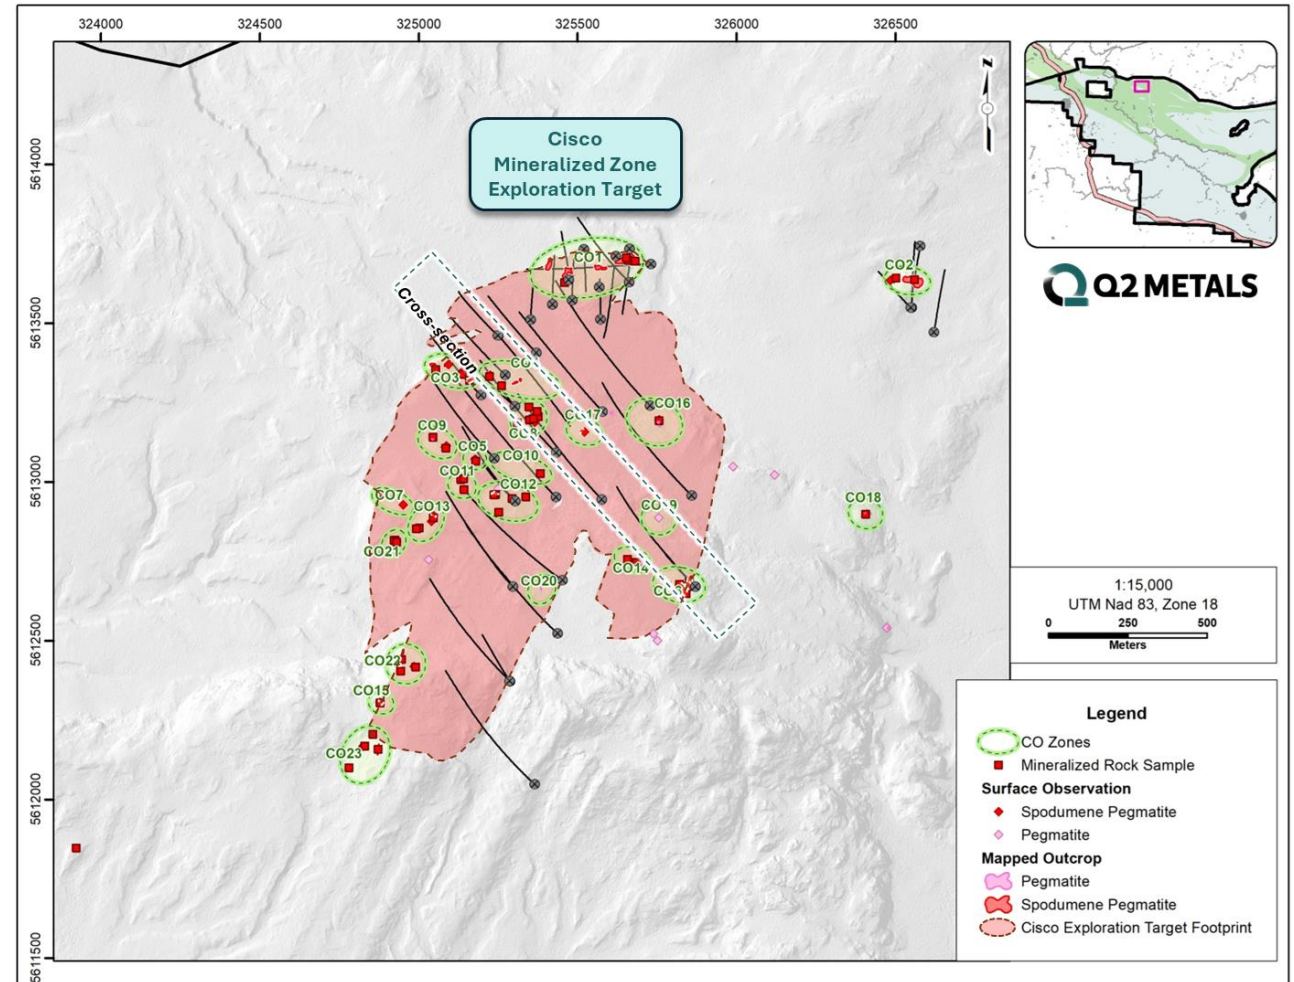 324000 324500 325000 325500 326000 326500
5614000
5613500
5613000
5612500
5612000
5611500
Cisco
Mineralized Zone
Exploration Target
Z
Cross-section
CO1
CO2
CO3
CO16
CO17
CO9
CO5
CO10
CO11
CO12
CO7
CO13
CO18
CO19
CO21
CO14
CO20
CO22
CO15
CO23
Q2 METALS
1:15,000
UTM Nad 83, Zone 18
0 250 500
Meters
Legend
CO Zones
Mineralized Rock Sample
Surface Observation
Spodumene Pegmatite
Pegmatite
Mapped Outcrop
Pegmatite
Spodumene Pegmatite
Cisco Exploration Target Footprint